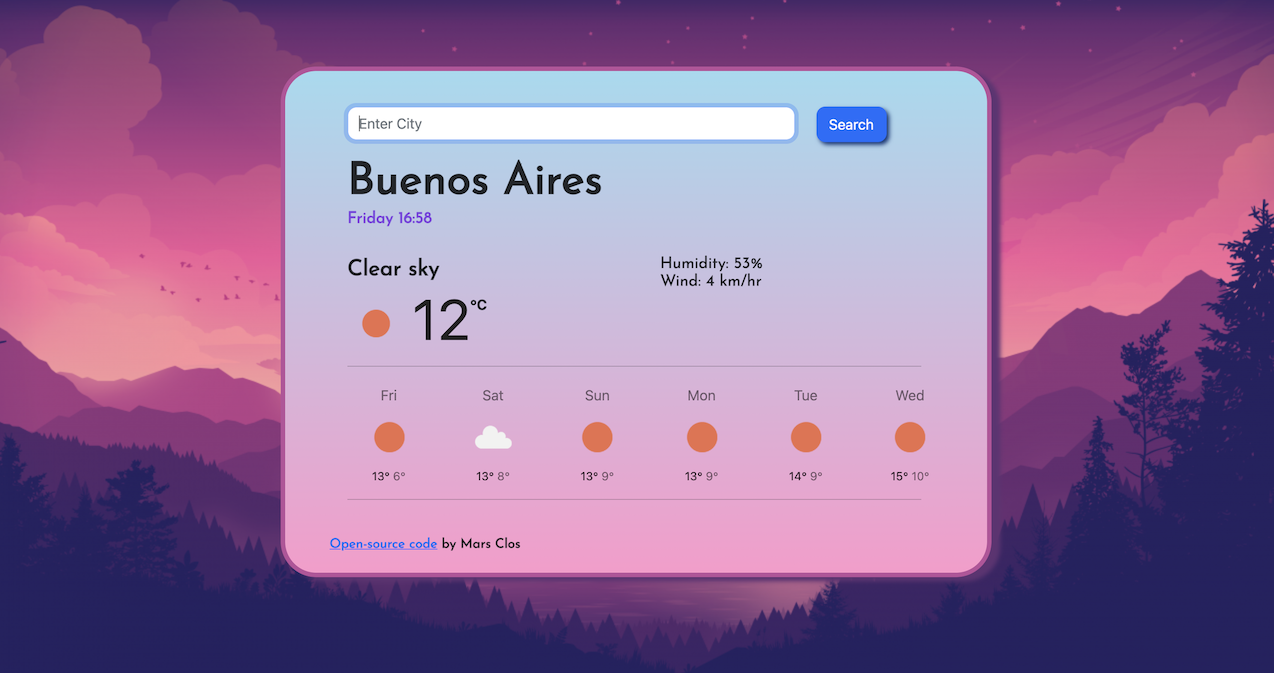 Enter City
Search
Buenos Aires
Friday 16:58
Clear sky
Humidity: 53%
Wind: 4 km/hr
12°C
Fri Sat Sun Mon Tue Wed
13° 6° 13° 8° 13° 9° 13° 9° 14° 9° 15° 10°
Open-source code by Mars Clos